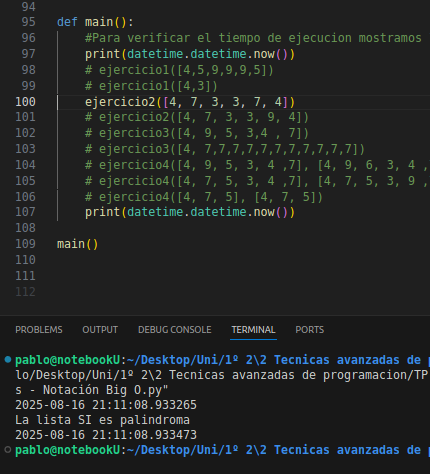 94
95 def main():
96 #Para verificar el tiempo de ejecucion mostramos
97 print(datetime.datetime.now())
98 # ejercicio1([4,5,9,9,9,5])
99 # ejercicio1([4,3])
100 ejercicio2([4, 7, 3, 3, 7, 4])
101 # ejercicio2([4, 7, 3, 3, 9, 4])
102 # ejercicio3([4, 9, 5, 3,4 , 7])
103 # ejercicio3([4, 7,7,7,7,7,7,7,7,7,7,7])
104 # ejercicio4([4, 9, 5, 3, 4 ,7], [4, 9, 6, 3, 4 ,
105 # ejercicio4([4, 7, 5, 3, 4 ,7], [4, 7, 5, 3, 9 ,
106 # ejercicio4([4, 7, 5], [4, 7, 5])
107 print(datetime.datetime.now())
108
109 main()
110
111
112
PROBLEMS OUTPUT DEBUG CONSOLE TERMINAL PORTS
pablo@notebookU:~/Desktop/Uni/1º 2\2 Tecnicas avanzadas de
lo/Desktop/Uni/1º 2\2 Tecnicas avanzadas de programacion/TP
s - Notación Big O.py"
2025-08-16 21:11:08.933265
La lista SI es palindroma
2025-08-16 21:11:08.933473
pablo@notebookU:~/Desktop/Uni/1º 2\2 Tecnicas avanzadas de